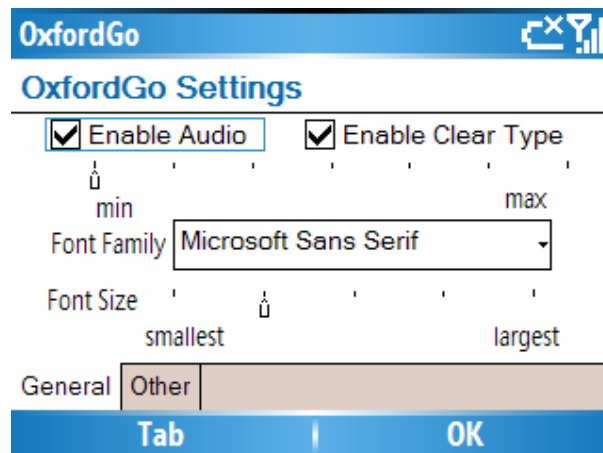 OxfordGo
OxfordGo Settings
Enable Audio Enable Clear Type
min max
Font Family Microsoft Sans Serif
Font Size
smallest largest
General Other
Tab OK